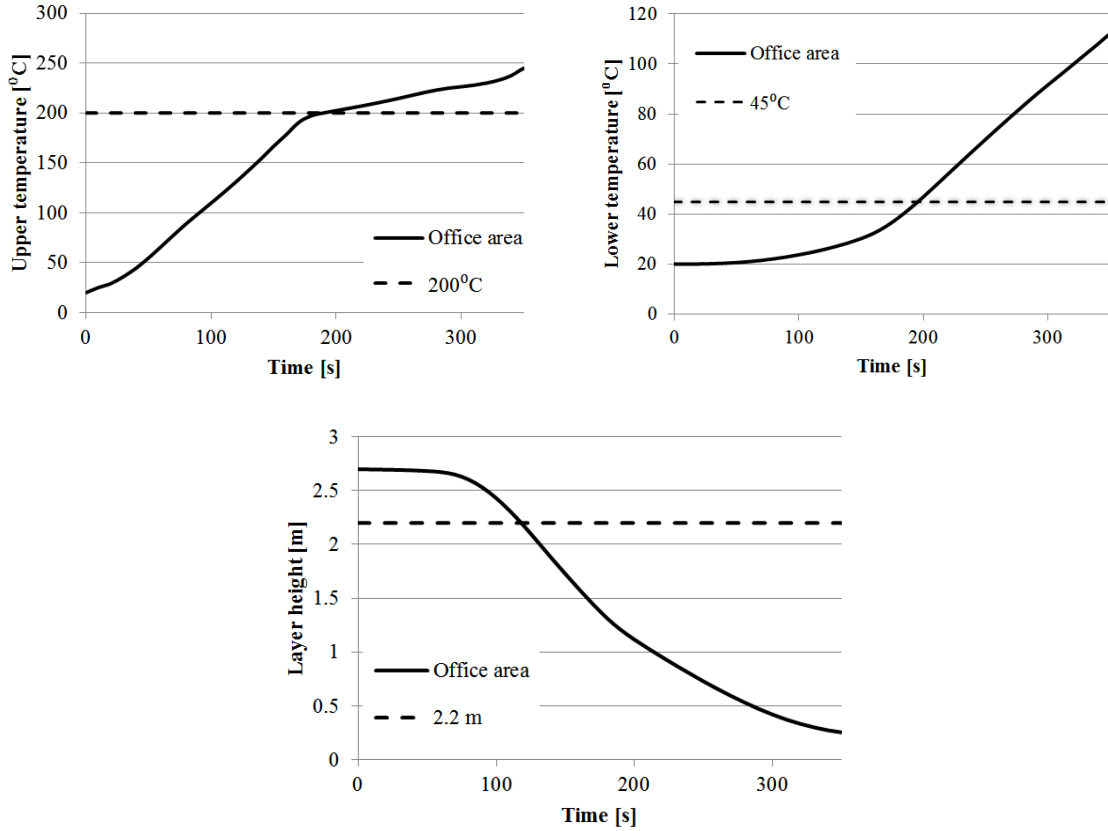 Upper temperature [⁰C]
300
250
200
150
100
50
0
Office area
200⁰C
0 100 200 300
Time [s]
Lower temperature [⁰C]
120
100
80
60
40
20
0
Office area
45⁰C
0 100 200 300
Time [s]
Layer height [m]
3
2.5
2
1.5
1
0.5
0
Office area
2.2 m
0 100 200 300
Time [s]